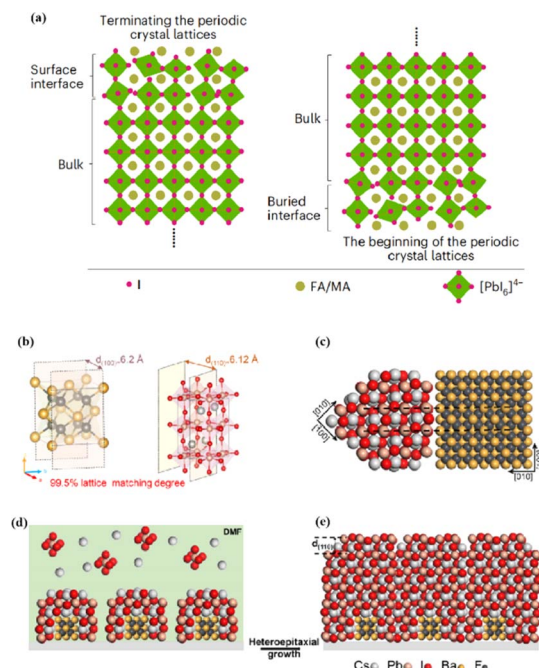 (a)
Terminating the periodic
crystal lattices
Surface
interface
Bulk
Bulk
Buried
interface
The beginning of the periodic
crystal lattices
I
FA/MA
[PbI₆]⁴⁻
(b)
d(100)-6.2 Å
d(110)-6.12 Å
99.5% lattice matching degree
(c)
[010]
[100]
[010]
(d)
DMF
Heteroepitaxial
growth
(e)
d(110)
Cs Pb I Ba Fe